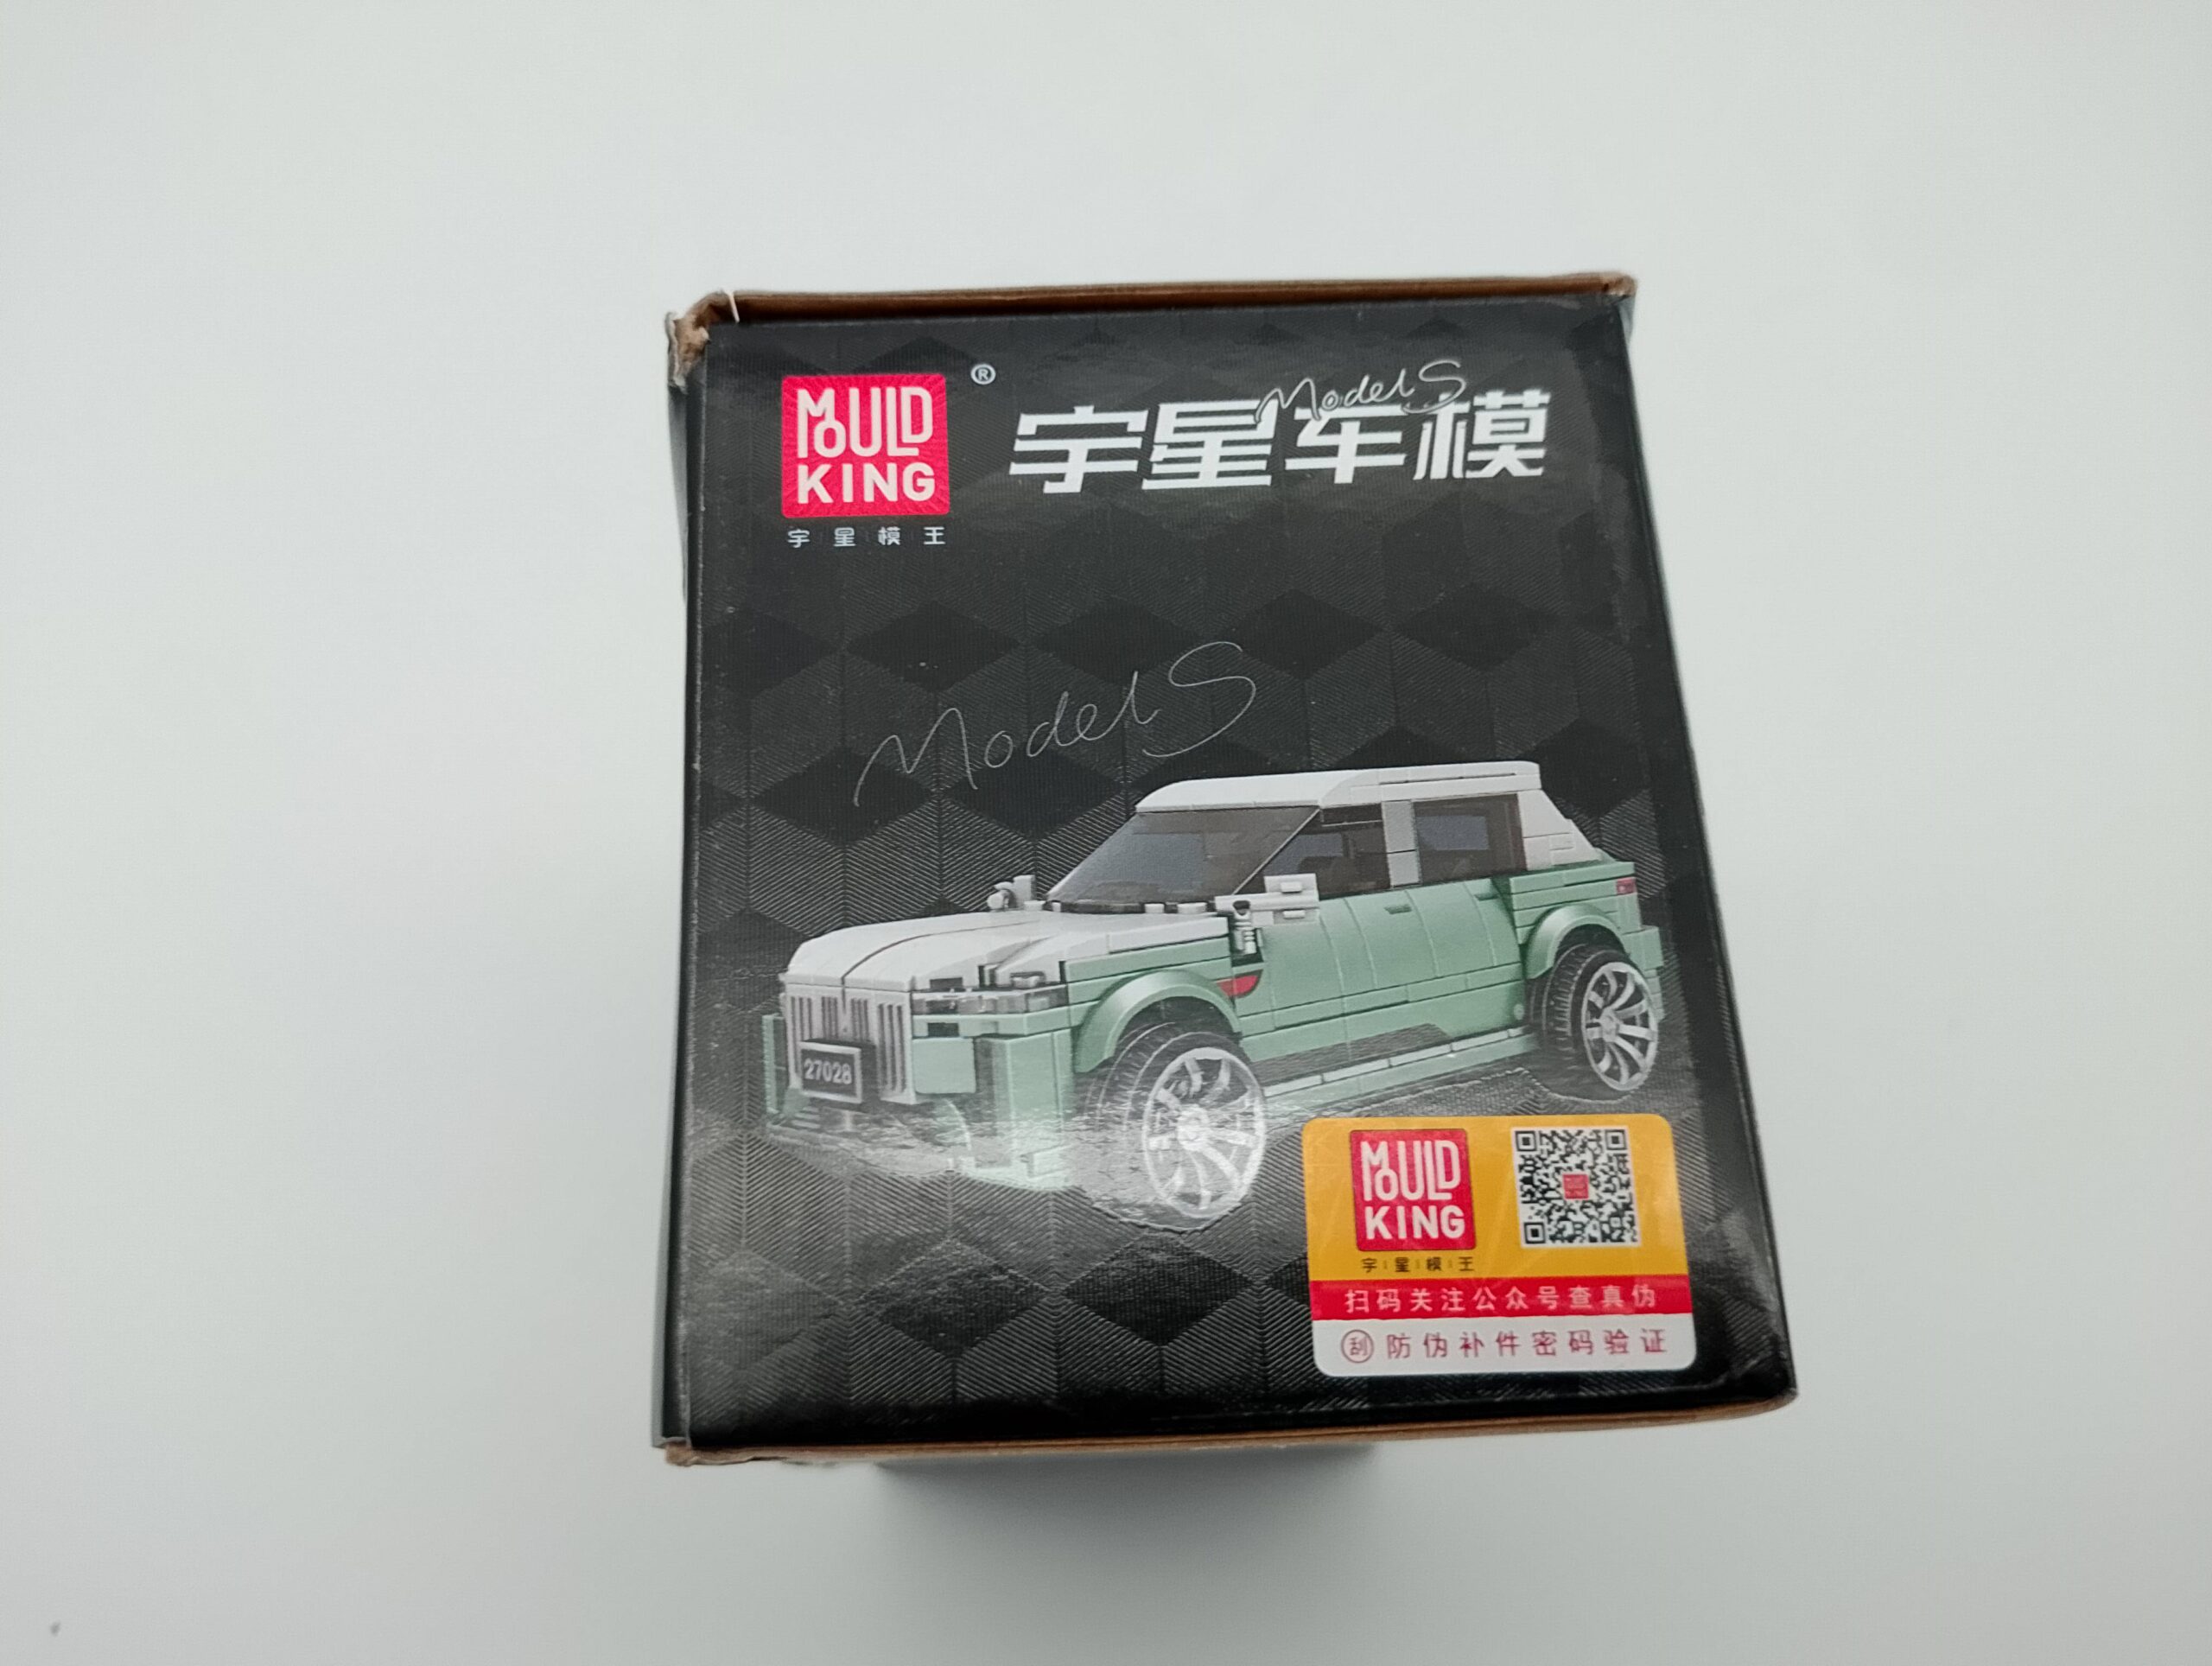 MOULD
KING
®
宇星模王
Model S
宇星车模
Model S
27028
MOULD
KING
宇星模王
扫码关注公众号查真伪
刮 防伪补件密码验证